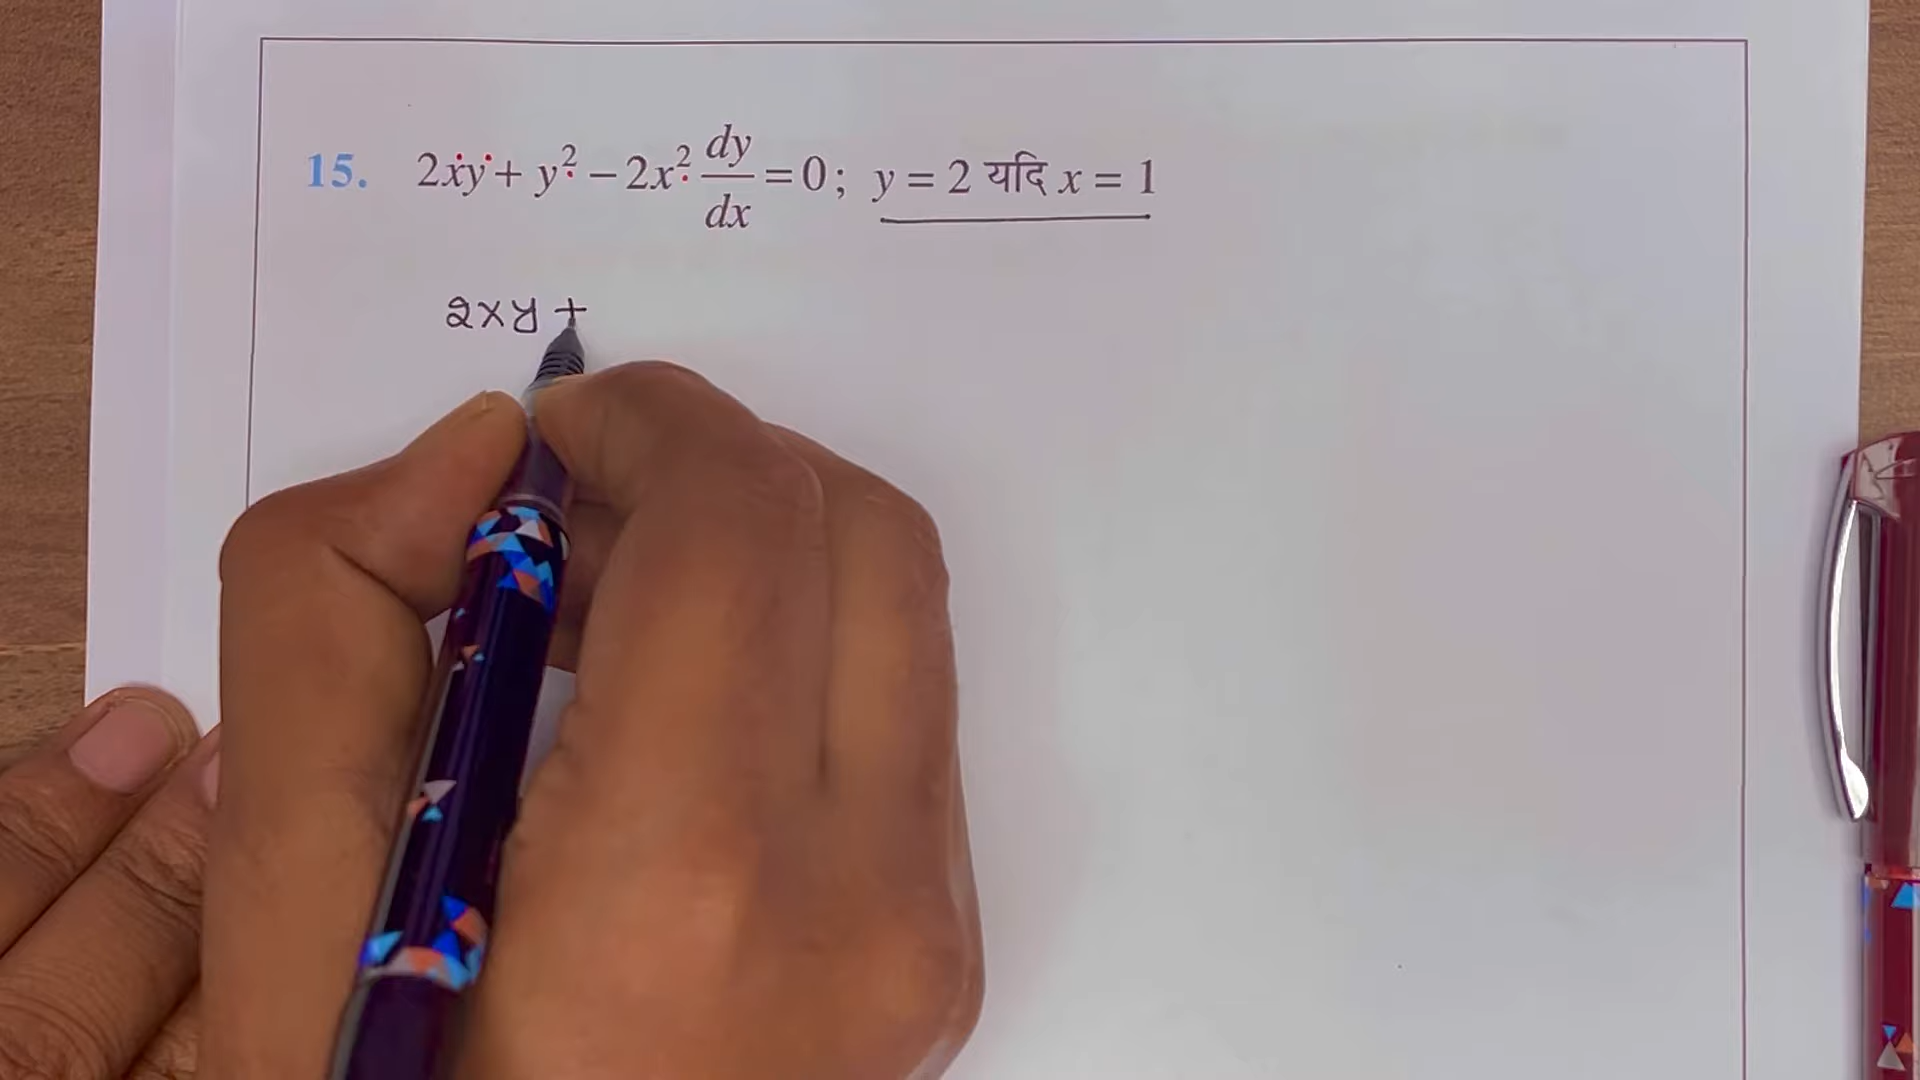 15. 2xy + y² – 2x² dy/dx = 0; y = 2 यदि x = 1
2xy +